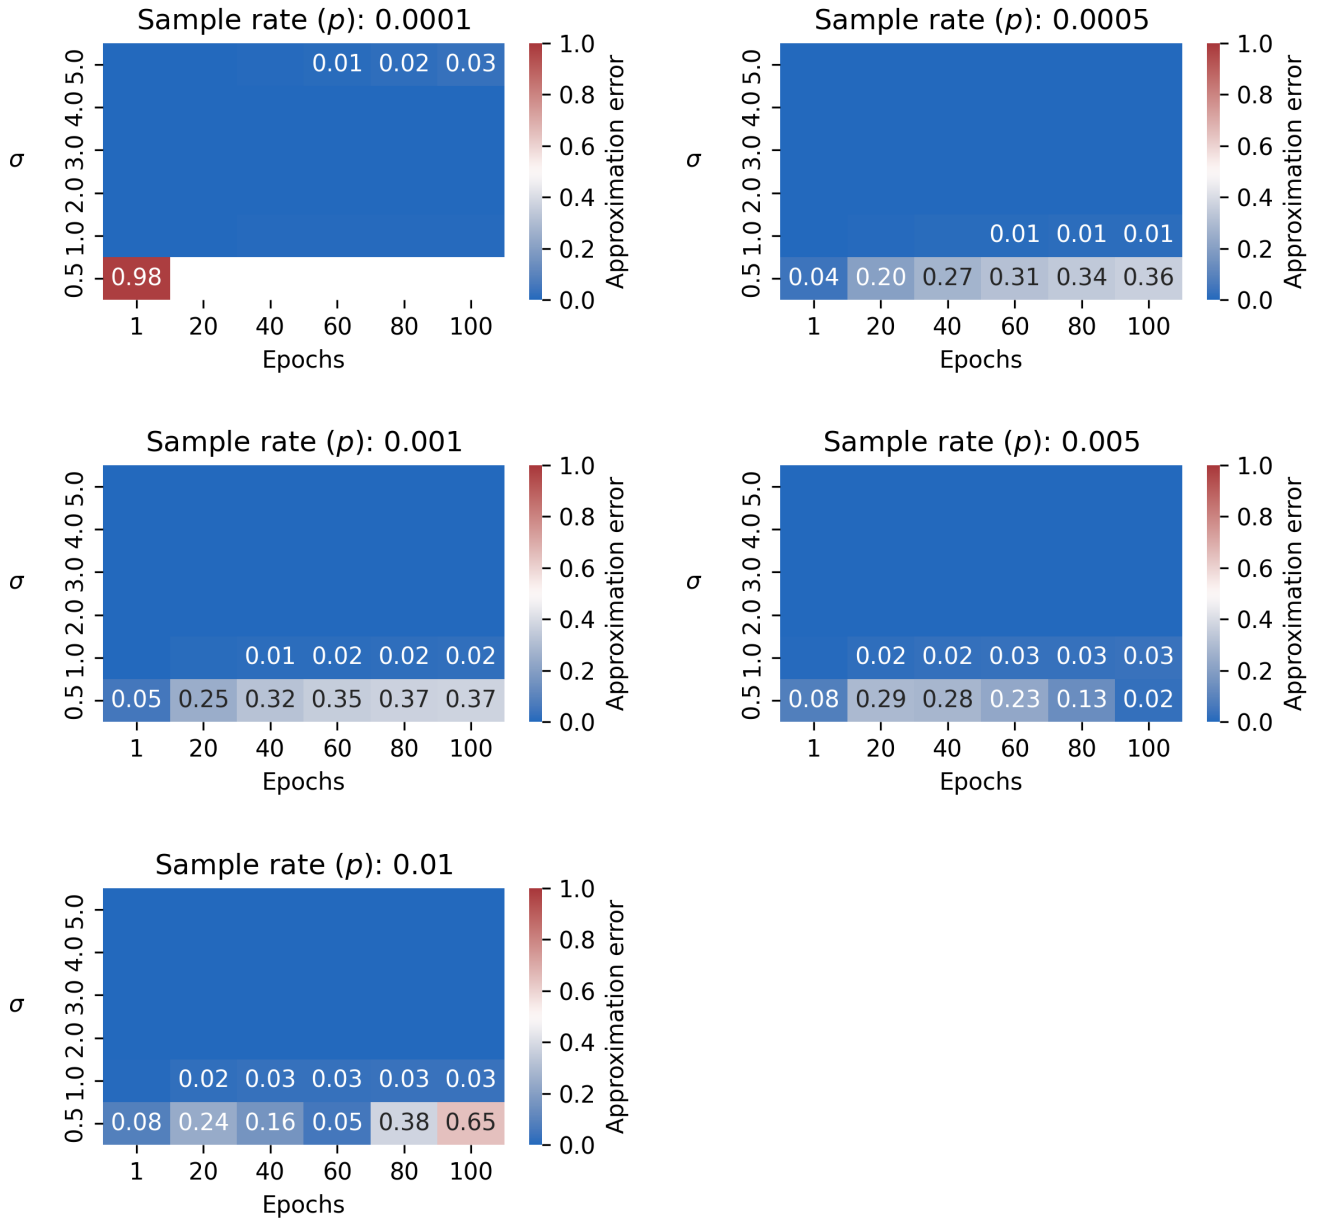 Sample rate (p): 0.0001
0.01 0.02 0.03
0.98
0.5 1.0 2.0 3.0 4.0 5.0
σ
1 20 40 60 80 100
Epochs
0.0 0.2 0.4 0.6 0.8 1.0
Approximation error
Sample rate (p): 0.0005
0.01 0.01 0.01
0.04 0.20 0.27 0.31 0.34 0.36
0.5 1.0 2.0 3.0 4.0 5.0
σ
1 20 40 60 80 100
Epochs
0.0 0.2 0.4 0.6 0.8 1.0
Approximation error
Sample rate (p): 0.001
0.01 0.02 0.02 0.02
0.05 0.25 0.32 0.35 0.37 0.37
0.5 1.0 2.0 3.0 4.0 5.0
σ
1 20 40 60 80 100
Epochs
0.0 0.2 0.4 0.6 0.8 1.0
Approximation error
Sample rate (p): 0.005
0.02 0.02 0.03 0.03 0.03
0.08 0.29 0.28 0.23 0.13 0.02
0.5 1.0 2.0 3.0 4.0 5.0
σ
1 20 40 60 80 100
Epochs
0.0 0.2 0.4 0.6 0.8 1.0
Approximation error
Sample rate (p): 0.01
0.02 0.03 0.03 0.03 0.03
0.08 0.24 0.16 0.05 0.38 0.65
0.5 1.0 2.0 3.0 4.0 5.0
σ
1 20 40 60 80 100
Epochs
0.0 0.2 0.4 0.6 0.8 1.0
Approximation error